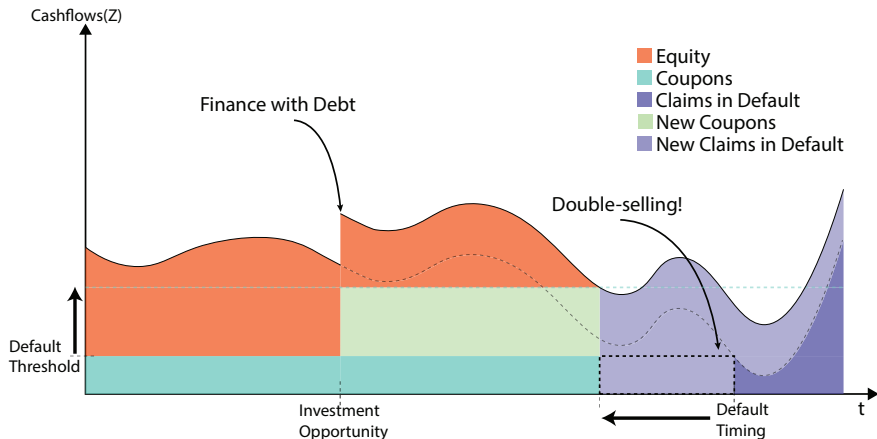 Cashflows(Z)
Equity
Coupons
Claims in Default
New Coupons
New Claims in Default
Finance with Debt
Double-selling!
Default
Threshold
Investment
Opportunity
Default
Timing
t